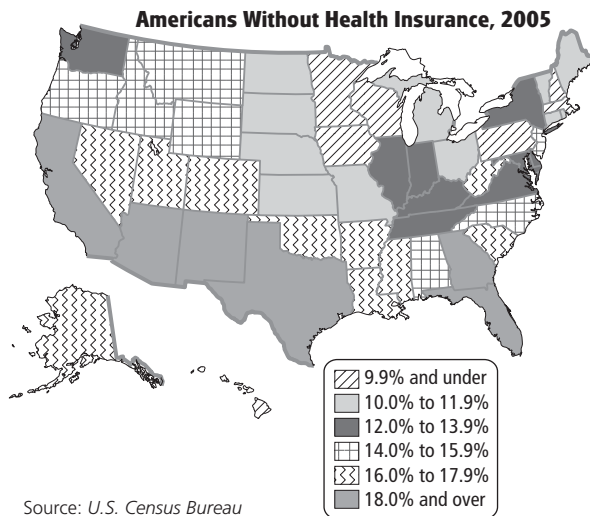 Americans Without Health Insurance, 2005
9.9% and under
10.0% to 11.9%
12.0% to 13.9%
14.0% to 15.9%
16.0% to 17.9%
18.0% and over
Source: U.S. Census Bureau